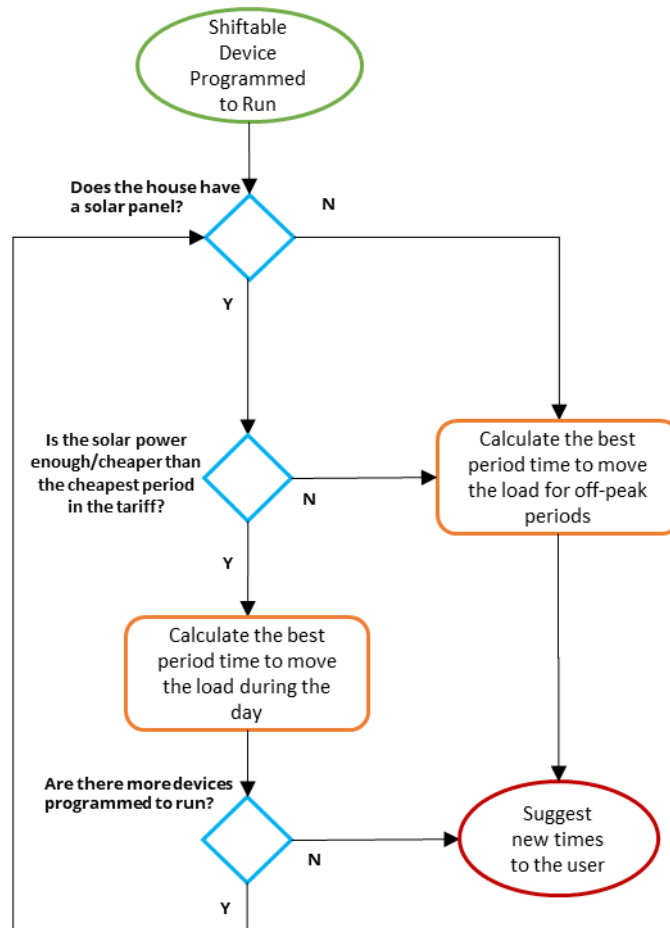 Shiftable
Device
Programmed
to Run
Does the house have
a solar panel?
N
Y
Is the solar power
enough/cheaper than
the cheapest period
in the tariff?
N
Y
Calculate the best
period time to move
the load for off-peak
periods
Calculate the best
period time to move
the load during the
day
Are there more devices
programmed to run?
N
Y
Suggest
new times
to the user